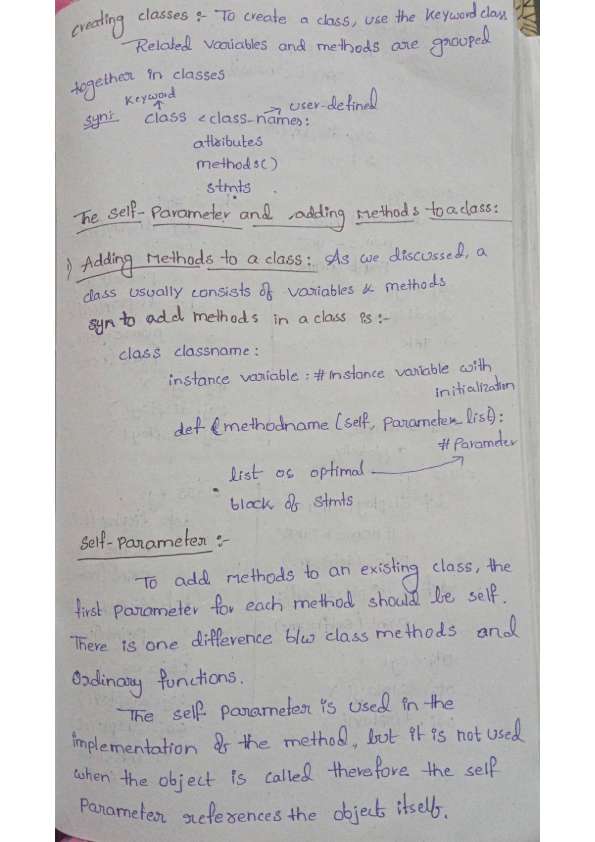 creating classes :- To create a class, use the keyword class.
Related variables and methods are grouped
together in classes
keyword
user-defined
syn:- class <class-names:
attributes
methods()
stmts.
The self-Parameter and adding methods to a class:
i) Adding methods to a class: As we discussed, a
class usually consists of variables & methods
syn to add methods in a class is :-
class classname:
instance variable : # instance variable with
initialization
def (methodname (self, Parameter list):
# Parameter
list os optimal
block of stmts
Self-Parameter :-
To add methods to an existing class, the
first parameter for each method should be self.
There is one difference b/w class methods and
Ordinary functions.
The self Parameter is used in the
implementation of the method, but it is not used
when the object is called therefore the self
Parameter references the object itself.